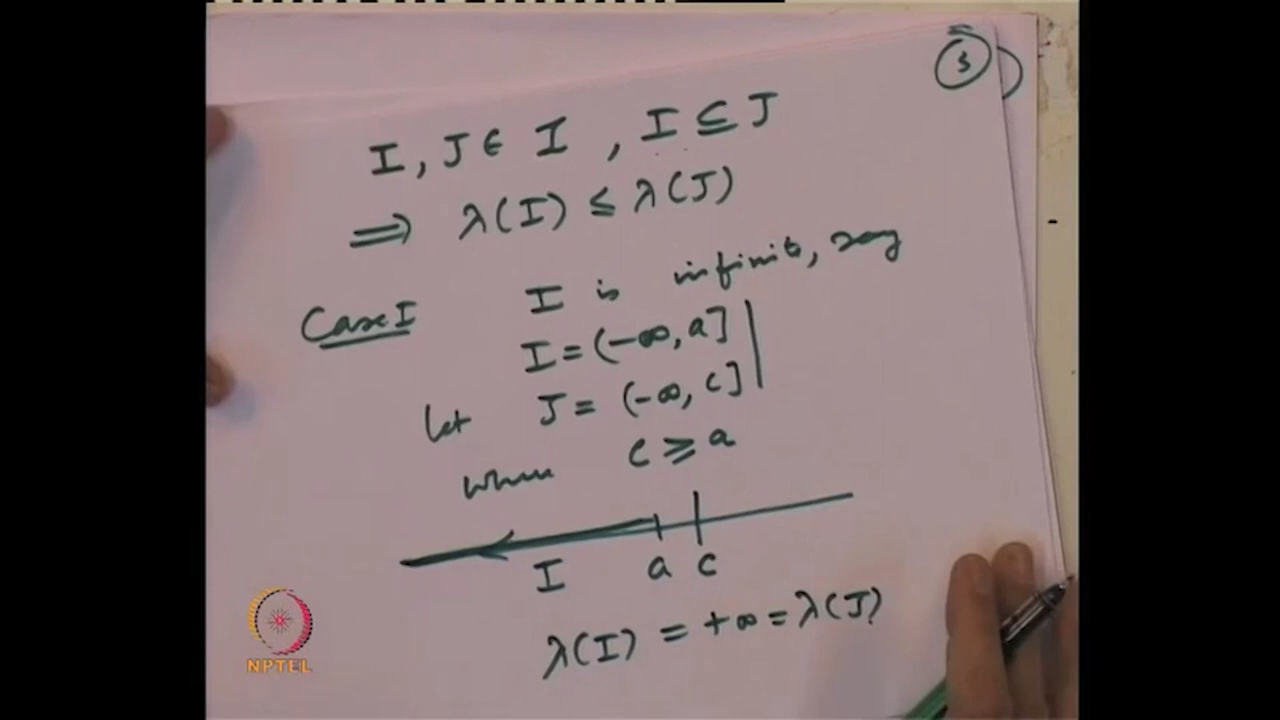 3
I, J ∈ I , I ⊆ J
⟹ λ(I) ≤ λ(J)
Case I I is infinite, say
I = (-∞, a]
let J = (-∞, c]
where c ≥ a
I a c
λ(I) = +∞ = λ(J)
NPTEL